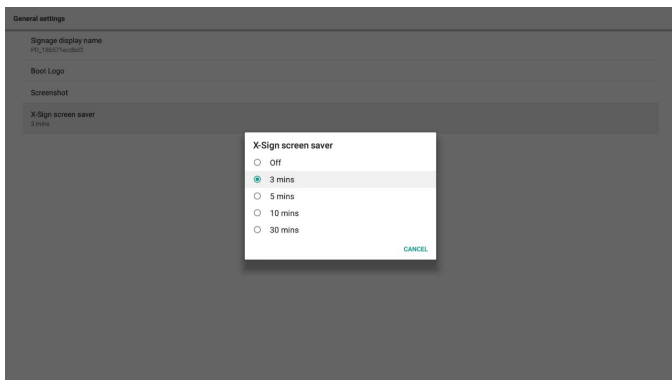 General settings
Signage display name
Boot Logo
Screenshot
X-Sign screen saver
3 mins
X-Sign screen saver
Off
3 mins
5 mins
10 mins
30 mins
CANCEL